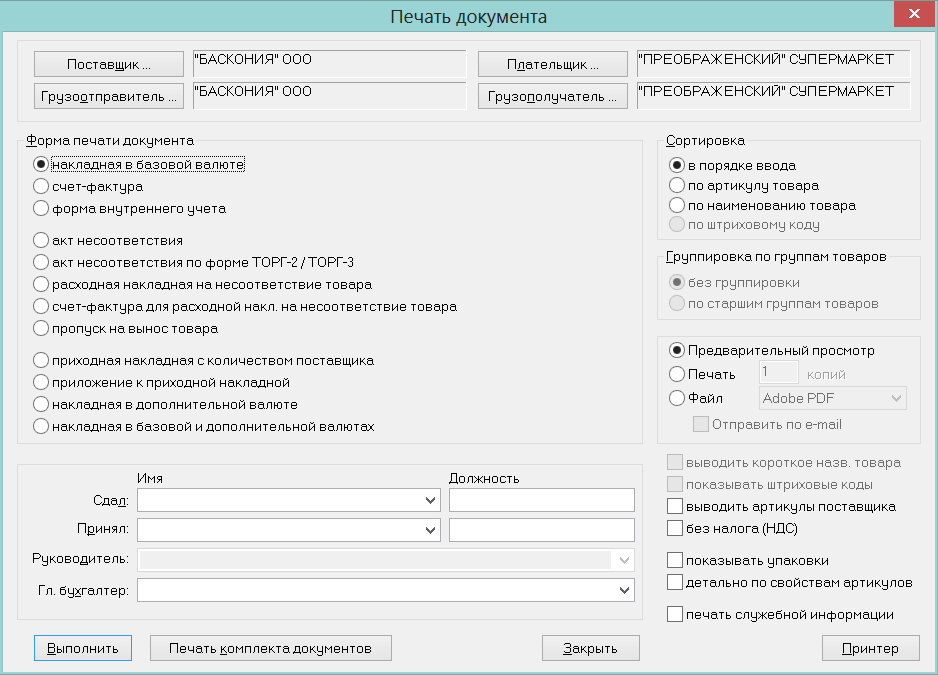 Печать документа
Поставщик ... "БАСКОНИЯ" ООО Плательщик ... "ПРЕОБРАЖЕНСКИЙ" СУПЕРМАРКЕТ
Грузоотправитель ... "БАСКОНИЯ" ООО Грузополучатель ... "ПРЕОБРАЖЕНСКИЙ" СУПЕРМАРКЕТ
Форма печати документа
накладная в базовой валюте
счет-фактура
форма внутреннего учета
акт несоответствия
акт несоответствия по форме ТОРГ-2 / ТОРГ-3
расходная накладная на несоответствие товара
счет-фактура для расходной накл. на несоответствие товара
пропуск на вынос товара
приходная накладная с количеством поставщика
приложение к приходной накладной
накладная в дополнительной валюте
накладная в базовой и дополнительной валютах
Сортировка
в порядке ввода
по артикулу товара
по наименованию товара
по штриховому коду
Группировка по группам товаров
без группировки
по старшим группам товаров
Предварительный просмотр
Печать 1 копий
Файл Adobe PDF
Отправить по e-mail
Имя Должность
Сдал:
Принял:
Руководитель:
Гл. бухгалтер:
выводить короткое назв. товара
показывать штриховые коды
выводить артикулы поставщика
без налога (НДС)
показывать упаковки
детально по свойствам артикулов
печать служебной информации
Выполнить Печать комплекта документов Закрыть Принтер